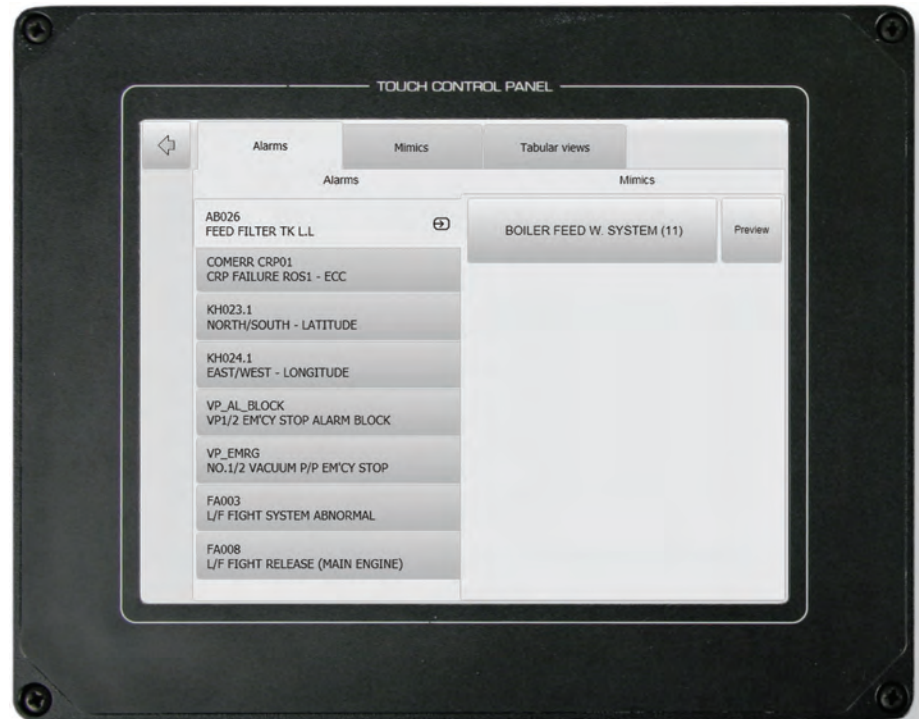 TOUCH CONTROL PANEL
Alarms
Mimics
Tabular views
Alarms
Mimics
AB026
FEED FILTER TK L.L
BOILER FEED W. SYSTEM (11)
Preview
COMERR CRP01
CRP FAILURE ROS1 - ECC
KH023.1
NORTH/SOUTH - LATITUDE
KH024.1
EAST/WEST - LONGITUDE
VP_AL_BLOCK
VP1/2 EM'CY STOP ALARM BLOCK
VP_EMRG
NO.1/2 VACUUM P/P EM'CY STOP
FA003
L/F FIGHT SYSTEM ABNORMAL
FA008
L/F FIGHT RELEASE (MAIN ENGINE)